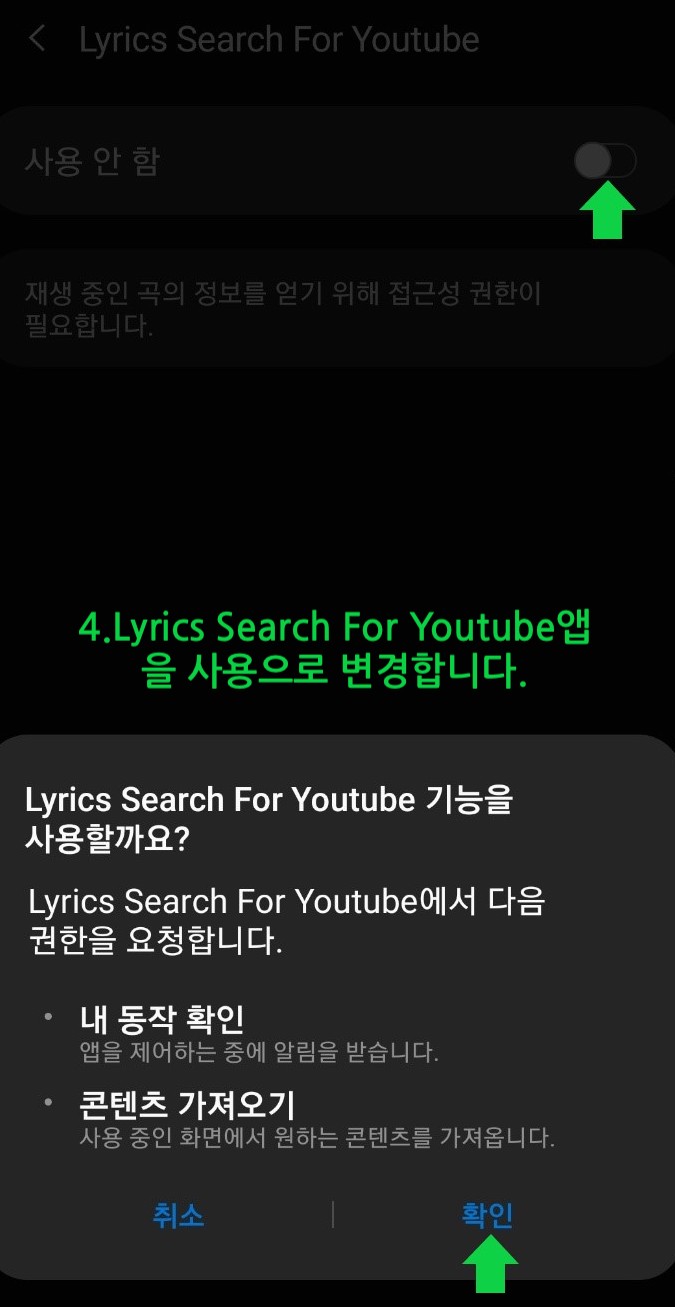 Lyrics Search For Youtube
사용 안 함
재생 중인 곡의 정보를 얻기 위해 접근성 권한이
필요합니다.
4.Lyrics Search For Youtube앱
을 사용으로 변경합니다.
Lyrics Search For Youtube 기능을
사용할까요?
Lyrics Search For Youtube에서 다음
권한을 요청합니다.
• 내 동작 확인
앱을 제어하는 중에 알림을 받습니다.
• 콘텐츠 가져오기
사용 중인 화면에서 원하는 콘텐츠를 가져옵니다.
취소 | 확인